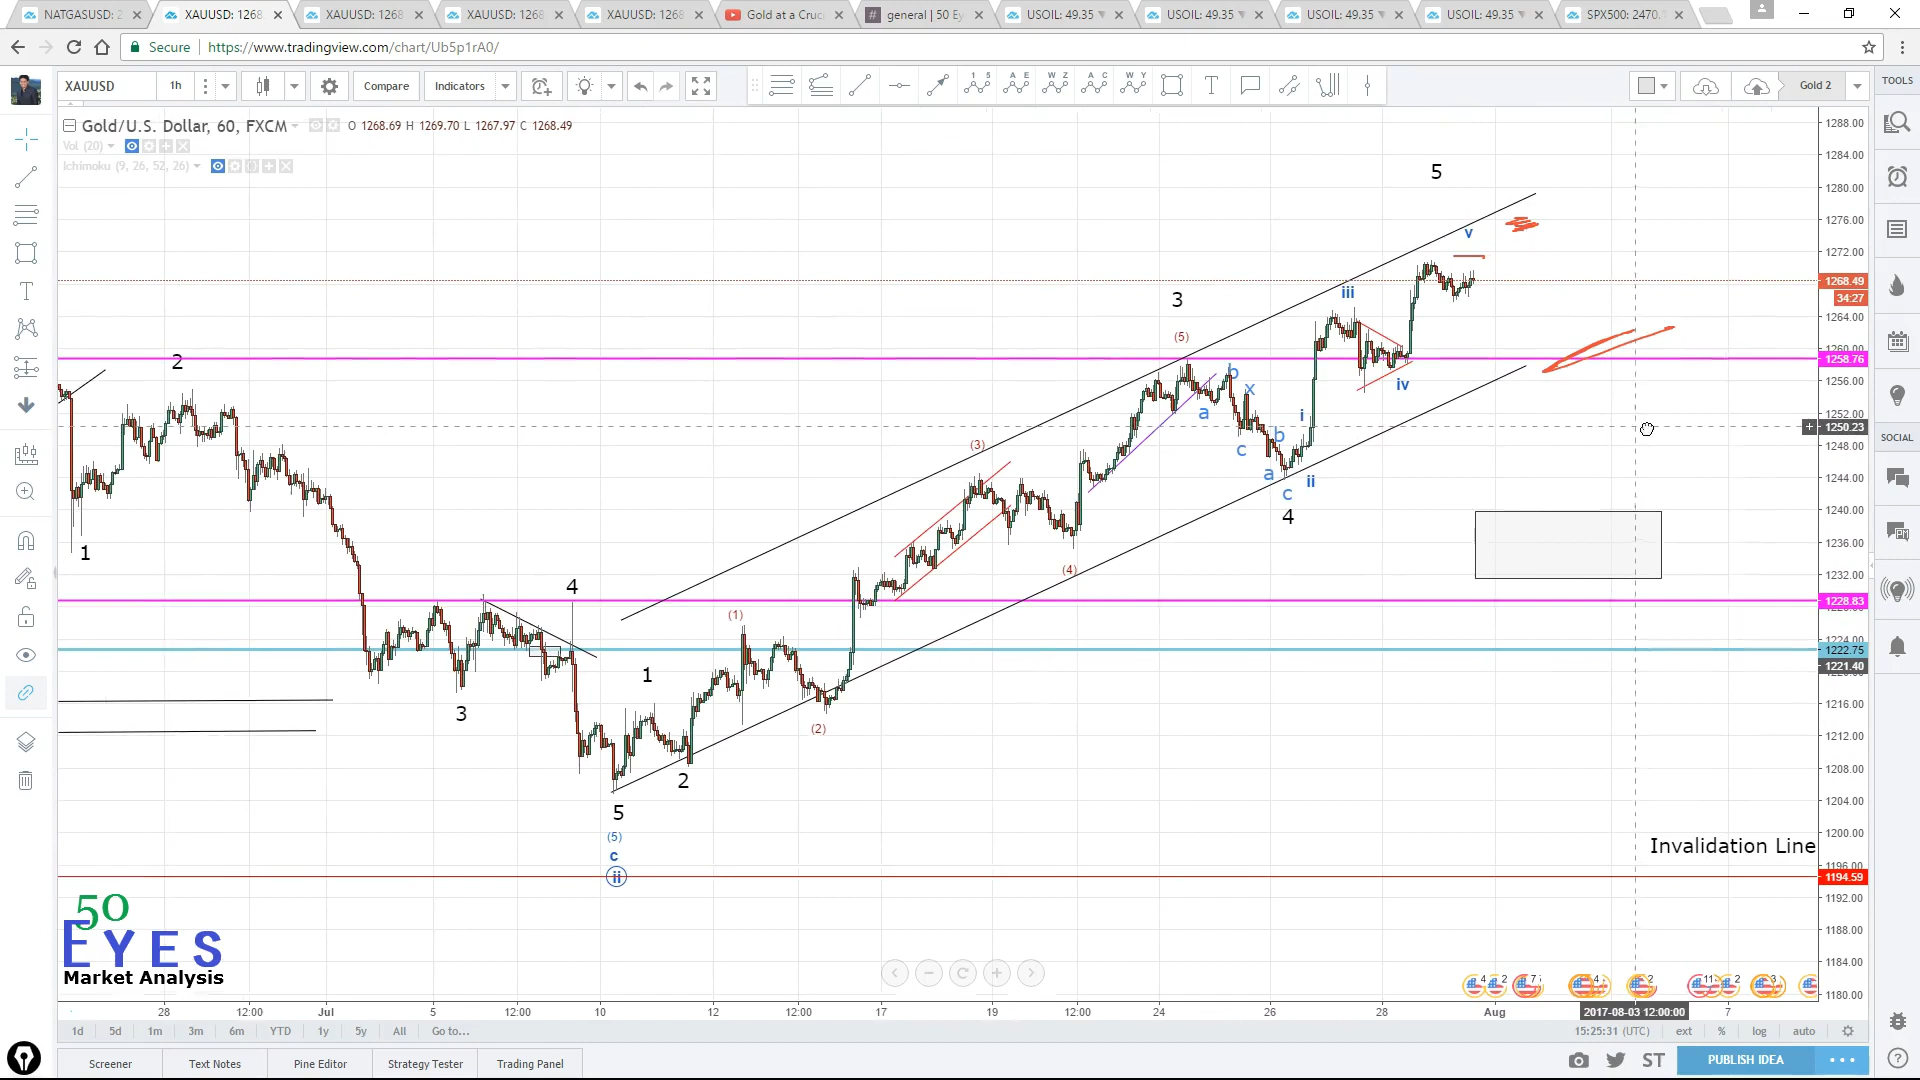 NATGASUSD: 2
XAUUSD: 1268
XAUUSD: 1268
XAUUSD: 1268
XAUUSD: 1268
Gold at a Cruc
general | 50 Ey
USOIL: 49.35
USOIL: 49.35
USOIL: 49.35
USOIL: 49.35
SPX500: 2470.
Secure
https://www.tradingview.com/chart/Ub5p1rA0/
XAUUSD
1h
Compare
Indicators
Gold 2
TOOLS
Gold/U.S. Dollar, 60, FXCM
O 1268.69 H 1269.70 L 1267.97 C 1268.49
Vol (20)
Ichimoku (9, 26, 52, 26)
1288.00
1284.00
1280.00
1276.00
1272.00
1268.49
34:27
1264.00
1260.00
1258.76
1256.00
1252.00
1250.23
1248.00
1244.00
1240.00
1236.00
1232.00
1228.83
1224.00
1222.75
1221.40
1216.00
1212.00
1208.00
1204.00
1200.00
1196.00
1194.59
1192.00
1188.00
1184.00
1180.00
SOCIAL
5
v
3
iii
(5)
2
b
x
iv
a
i
b
(3)
c
a
ii
c
4
1
(4)
4
(1)
1
3
(2)
2
5
(5)
c
ii
Invalidation Line
50
EYES
Market Analysis
28
12:00
Jul
5
12:00
10
12
12:00
17
19
12:00
24
26
28
Aug
2017-08-03 12:00:00
7
1d
5d
1m
3m
6m
YTD
1y
5y
All
Go to...
15:25:31 (UTC)
ext
%
log
auto
Screener
Text Notes
Pine Editor
Strategy Tester
Trading Panel
ST
PUBLISH IDEA